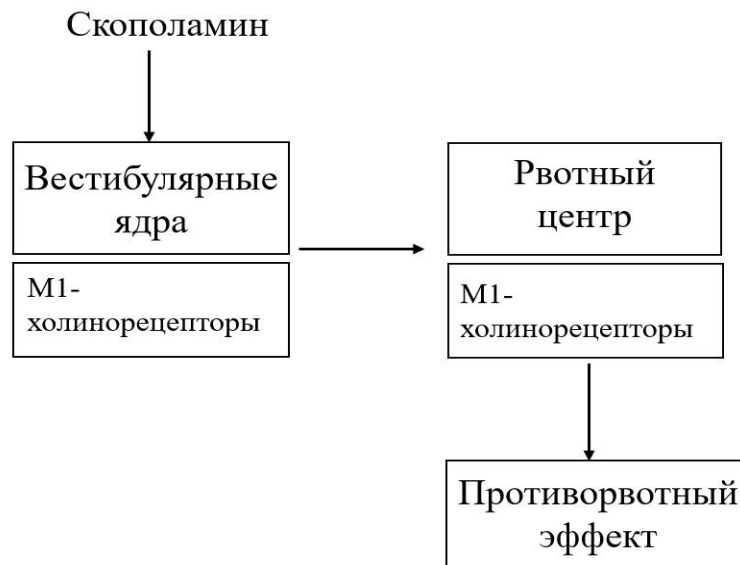 Скополамин
Вестибулярные
ядра
М1-
холинорецепторы
Рвотный
центр
М1-
холинорецепторы
Противорвотный
эффект